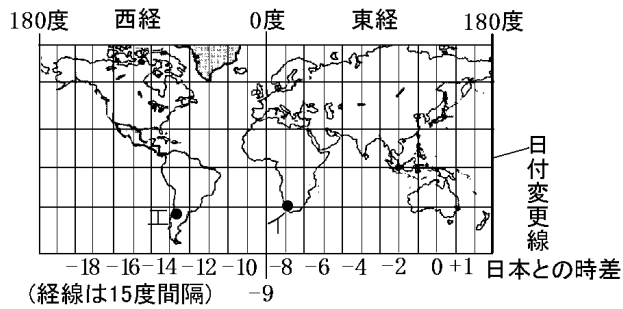 180度 西経 0度 東経 180度
日付変更線
エ
イ
-18 -16 -14 -12 -10 -8 -6 -4 -2 0 +1 日本との時差
(経線は15度間隔) -9